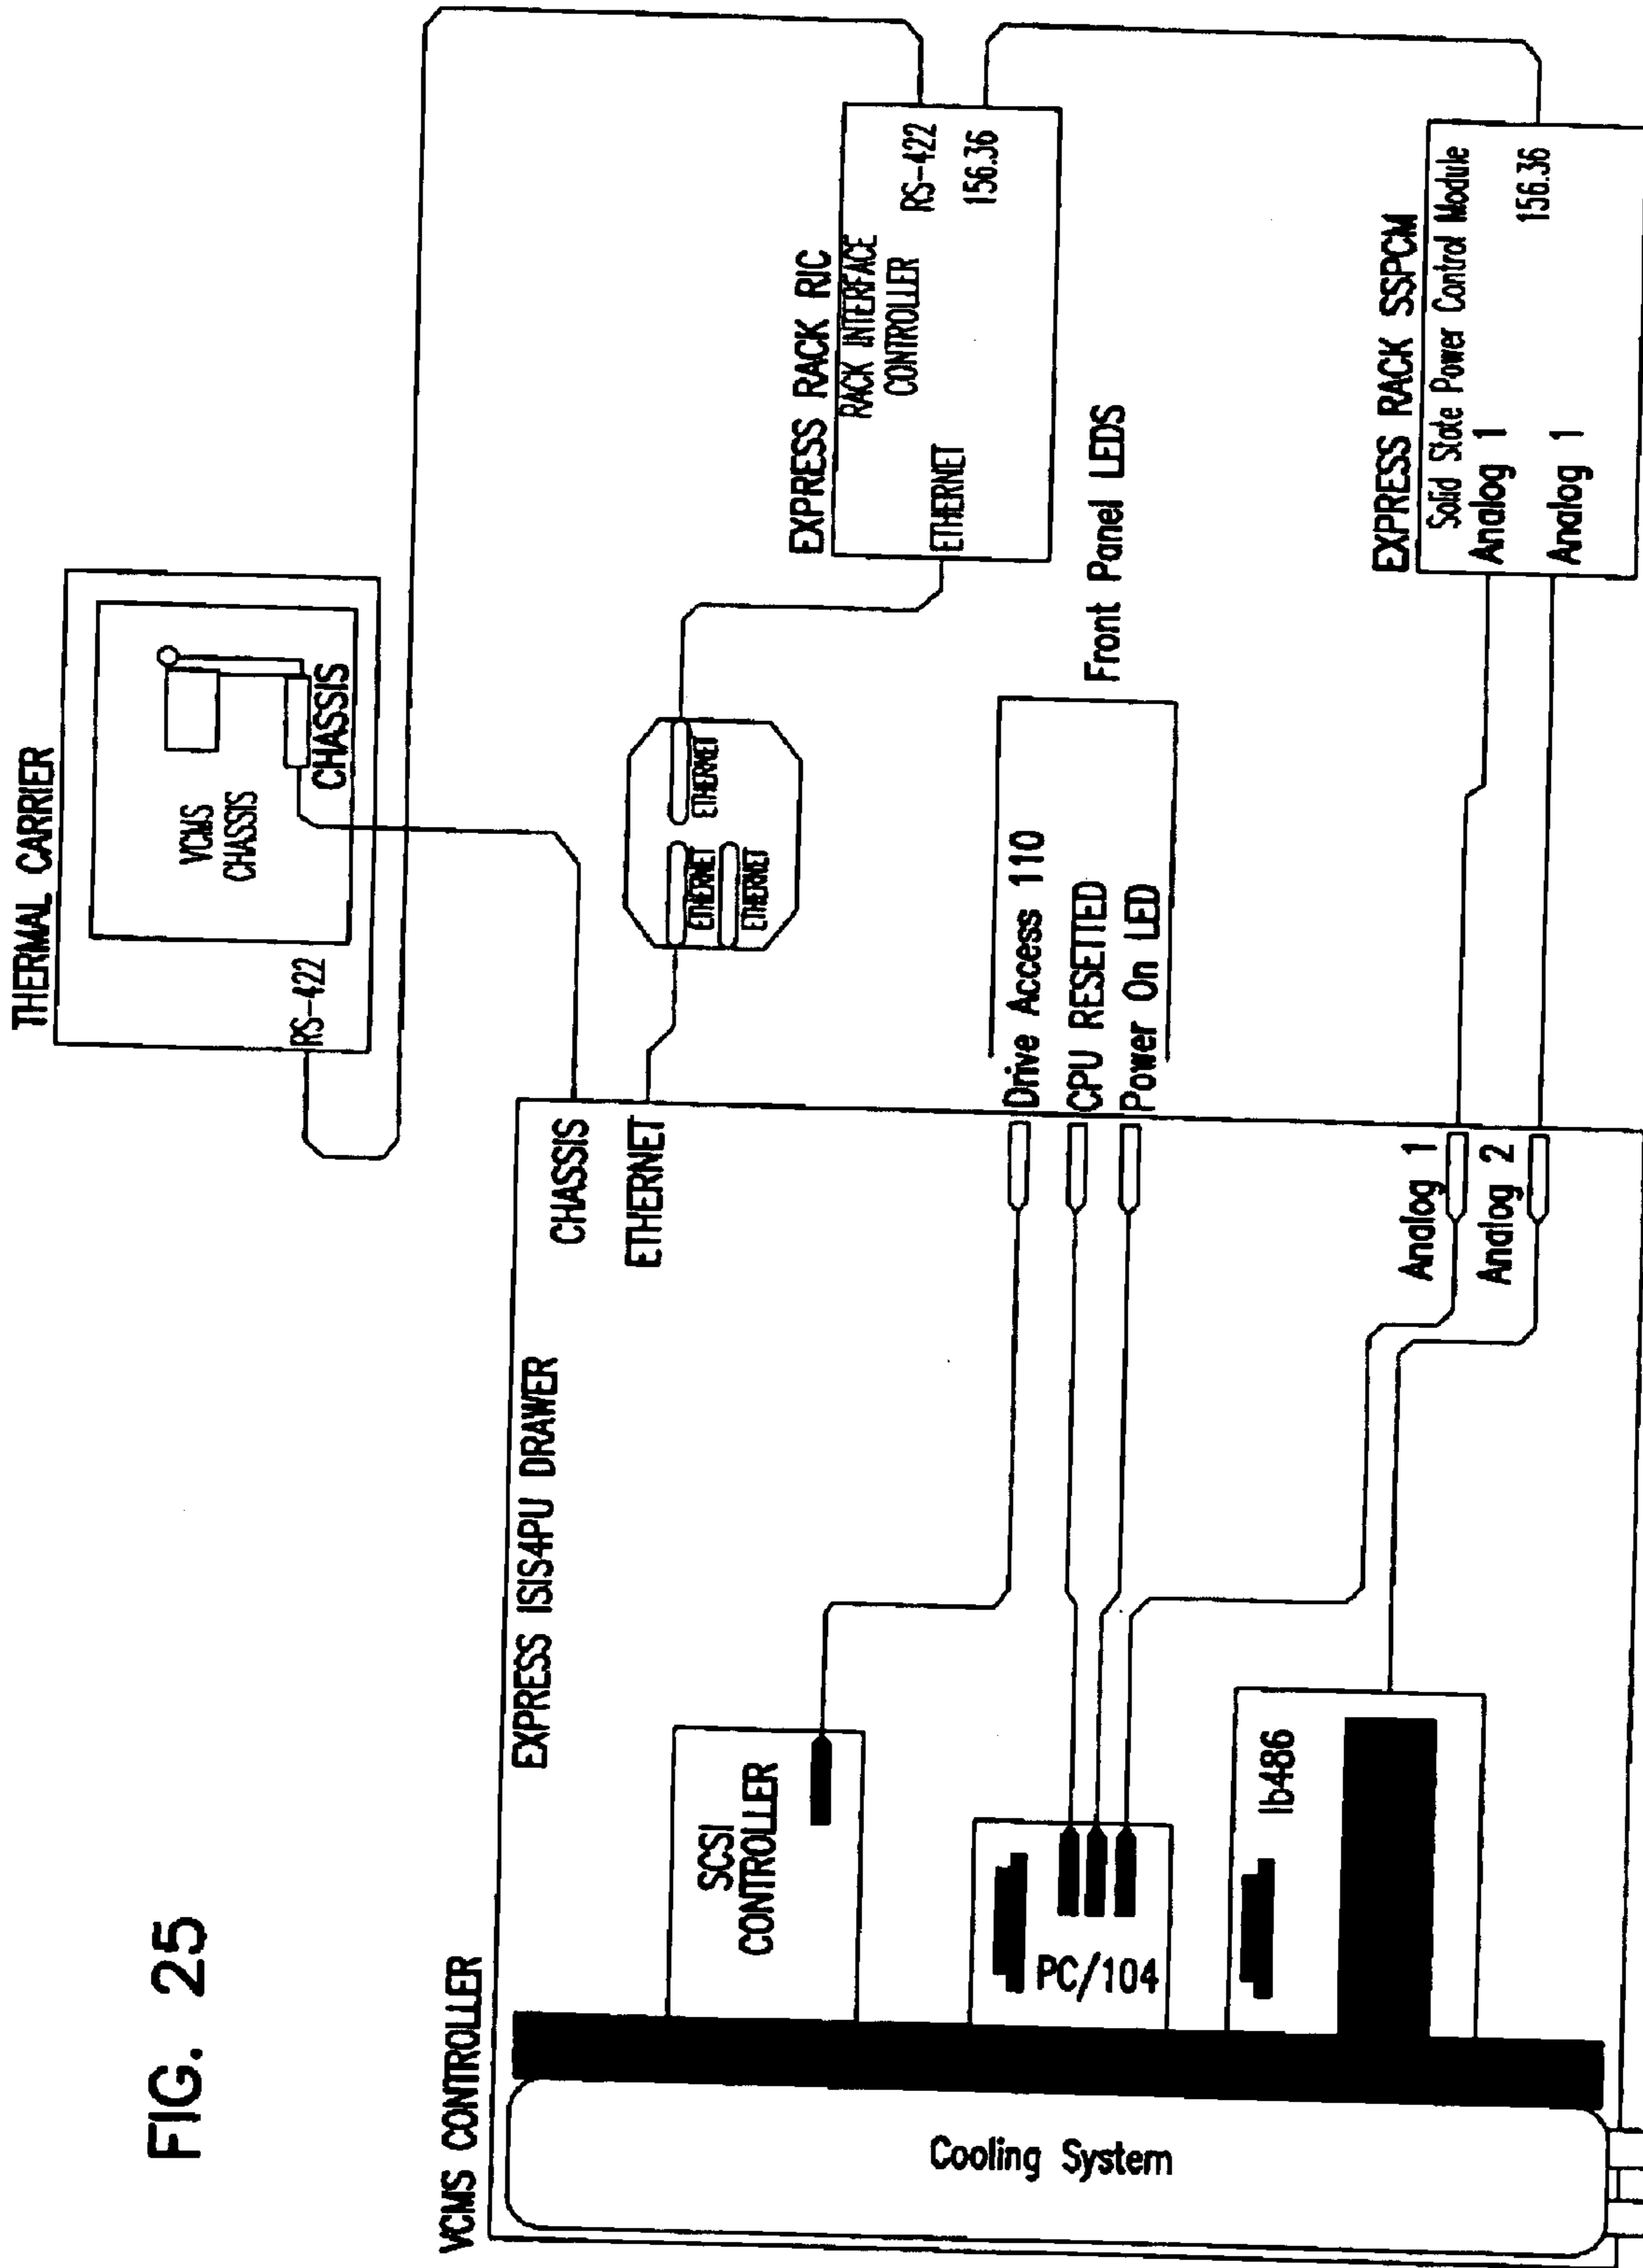 FIG. 25
THERMAL CARRIER
VCMS
CHASSIS
CHASSIS
RS-422
VCMS CONTROLLER
EXPRESS ISIS4PU DRAWER
CHASSIS
ETHERNET
ETHERNET
ETHERNET
ETHERNET
EXPRESS RACK RIC
RACK INTERFACE
CONTROLLER
RS-422
156.36
ETHERNET
SCSI
CONTROLLER
Drive Access 110
CPU RESETTED
Power On LED
Front Panel LEDS
PC/104
lb486
Cooling System
Analog 1
Analog 2
EXPRESS RACK SSPCM
Solid State Power Control Module
Analog 1
156.36
Analog 1